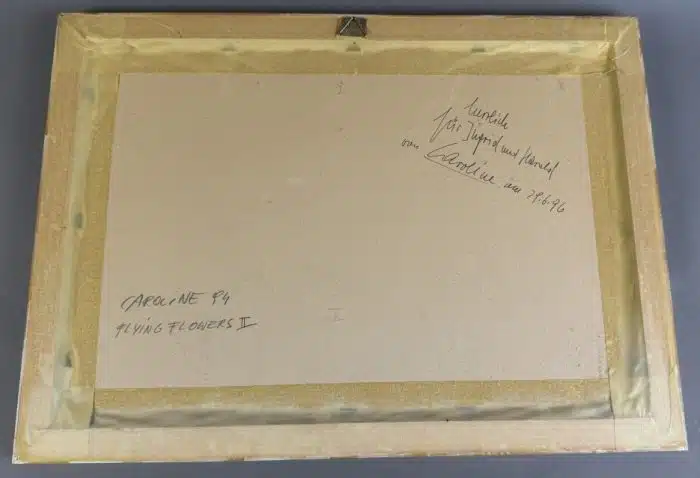 herzlich
für Ingrid und Harald
von Caroline am 29.6.96
CAROLINE 94
FLYING FLOWERS II